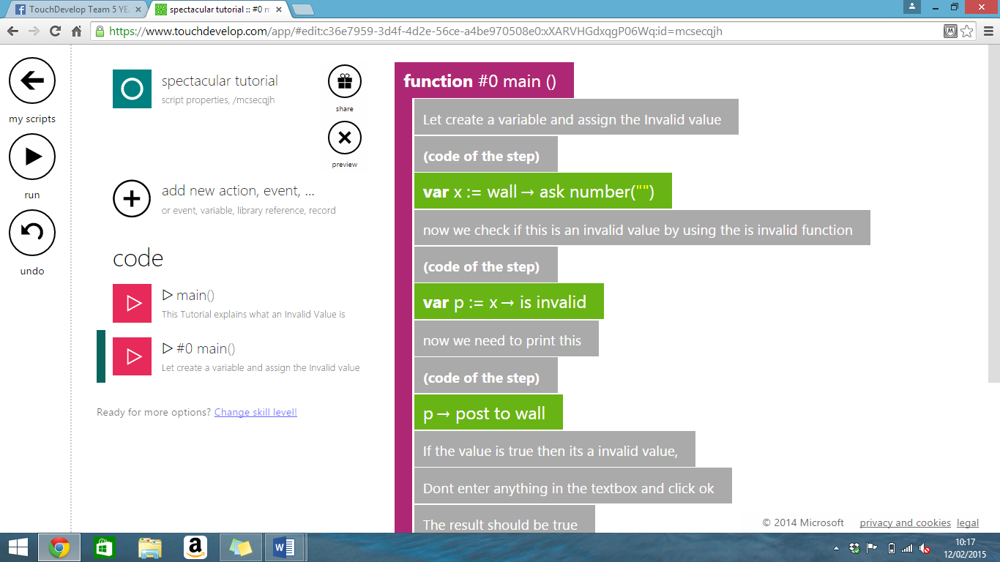 TouchDevelop Team 5 YEA
spectacular tutorial :: #0 m
https://www.touchdevelop.com/app/#edit:c36e7959-3d4f-4d2e-56ce-a4be970508e0:xXARVHGdxqgP06Wq:id=mcsecqjh
my scripts
run
undo
spectacular tutorial
script properties, /mcsecqjh
share
preview
add new action, event, ...
or event, variable, library reference, record
code
main()
This Tutorial explains what an Invalid Value is
#0 main()
Let create a variable and assign the Invalid value
Ready for more options? Change skill level!
function #0 main ()
Let create a variable and assign the Invalid value
(code of the step)
var x := wall → ask number("")
now we check if this is an invalid value by using the is invalid function
(code of the step)
var p := x → is invalid
now we need to print this
(code of the step)
p → post to wall
If the value is true then its a invalid value,
Dont enter anything in the textbox and click ok
The result should be true
© 2014 Microsoft privacy and cookies legal
10:17
12/02/2015